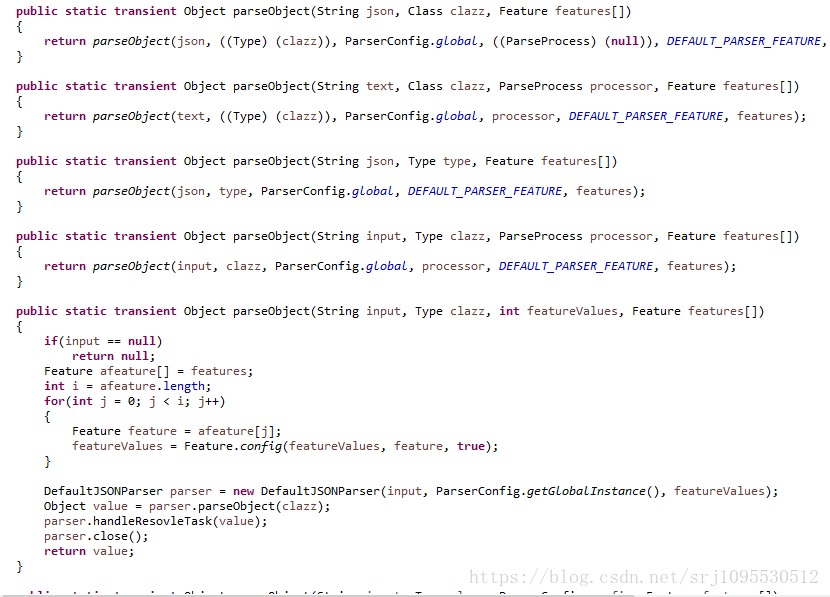 public static transient Object parseObject(String json, Class clazz, Feature features[])
{
    return parseObject(json, ((Type) (clazz)), ParserConfig.global, ((ParseProcess) (null)), DEFAULT_PARSER_FEATURE,
}
public static transient Object parseObject(String text, Class clazz, ParseProcess processor, Feature features[])
{
    return parseObject(text, ((Type) (clazz)), ParserConfig.global, processor, DEFAULT_PARSER_FEATURE, features);
}
public static transient Object parseObject(String json, Type type, Feature features[])
{
    return parseObject(json, type, ParserConfig.global, DEFAULT_PARSER_FEATURE, features);
}
public static transient Object parseObject(String input, Type clazz, ParseProcess processor, Feature features[])
{
    return parseObject(input, clazz, ParserConfig.global, processor, DEFAULT_PARSER_FEATURE, features);
}
public static transient Object parseObject(String input, Type clazz, int featureValues, Feature features[])
{
    if(input == null)
        return null;
    Feature afeature[] = features;
    int i = afeature.length;
    for(int j = 0; j < i; j++)
    {
        Feature feature = afeature[j];
        featureValues = Feature.config(featureValues, feature, true);
    }
    DefaultJSONParser parser = new DefaultJSONParser(input, ParserConfig.getGlobalInstance(), featureValues);
    Object value = parser.parseObject(clazz);
    parser.handleResovleTask(value);
    parser.close();
    return value;
}
https://blog.csdn.net/srj1095530512